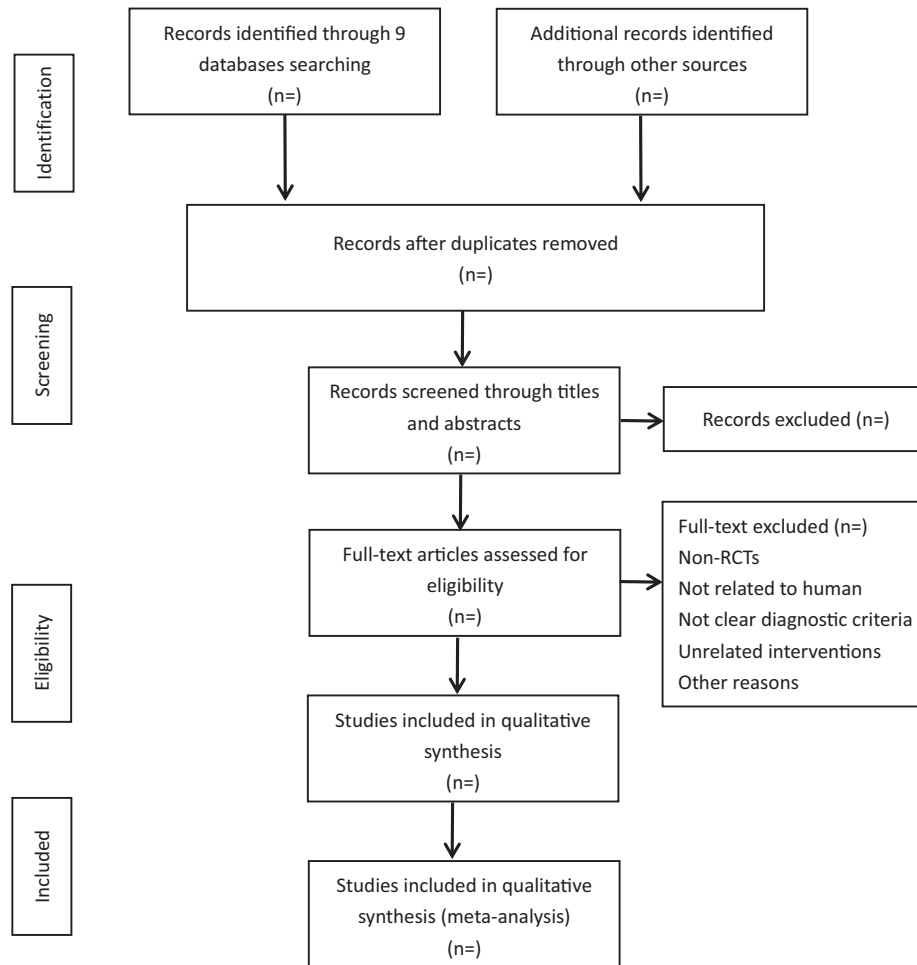 Records identified through 9
databases searching
(n=)
Additional records identified
through other sources
(n=)
Identification
Records after duplicates removed
(n=)
Screening
Records screened through titles
and abstracts
(n=)
Records excluded (n=)
Full-text articles assessed for
eligibility
(n=)
Full-text excluded (n=)
Non-RCTs
Not related to human
Not clear diagnostic criteria
Unrelated interventions
Other reasons
Eligibility
Studies included in qualitative
synthesis
(n=)
Included
Studies included in qualitative
synthesis (meta-analysis)
(n=)